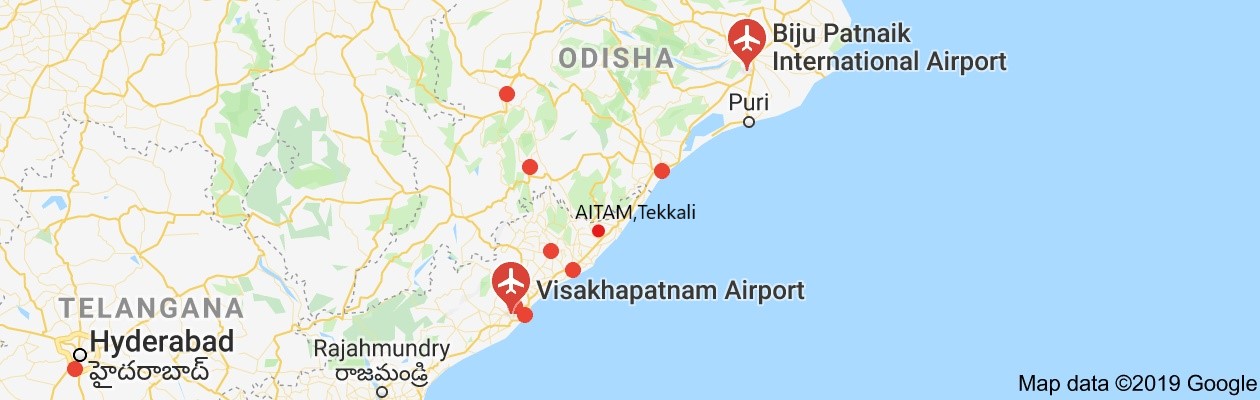 ODISHA
Biju Patnaik
International Airport
Puri
AITAM,Tekkali
Visakhapatnam Airport
TELANGANA
Hyderabad
హైదరాబాద్
Rajahmundry
రాజమండ్రి
Map data ©2019 Google